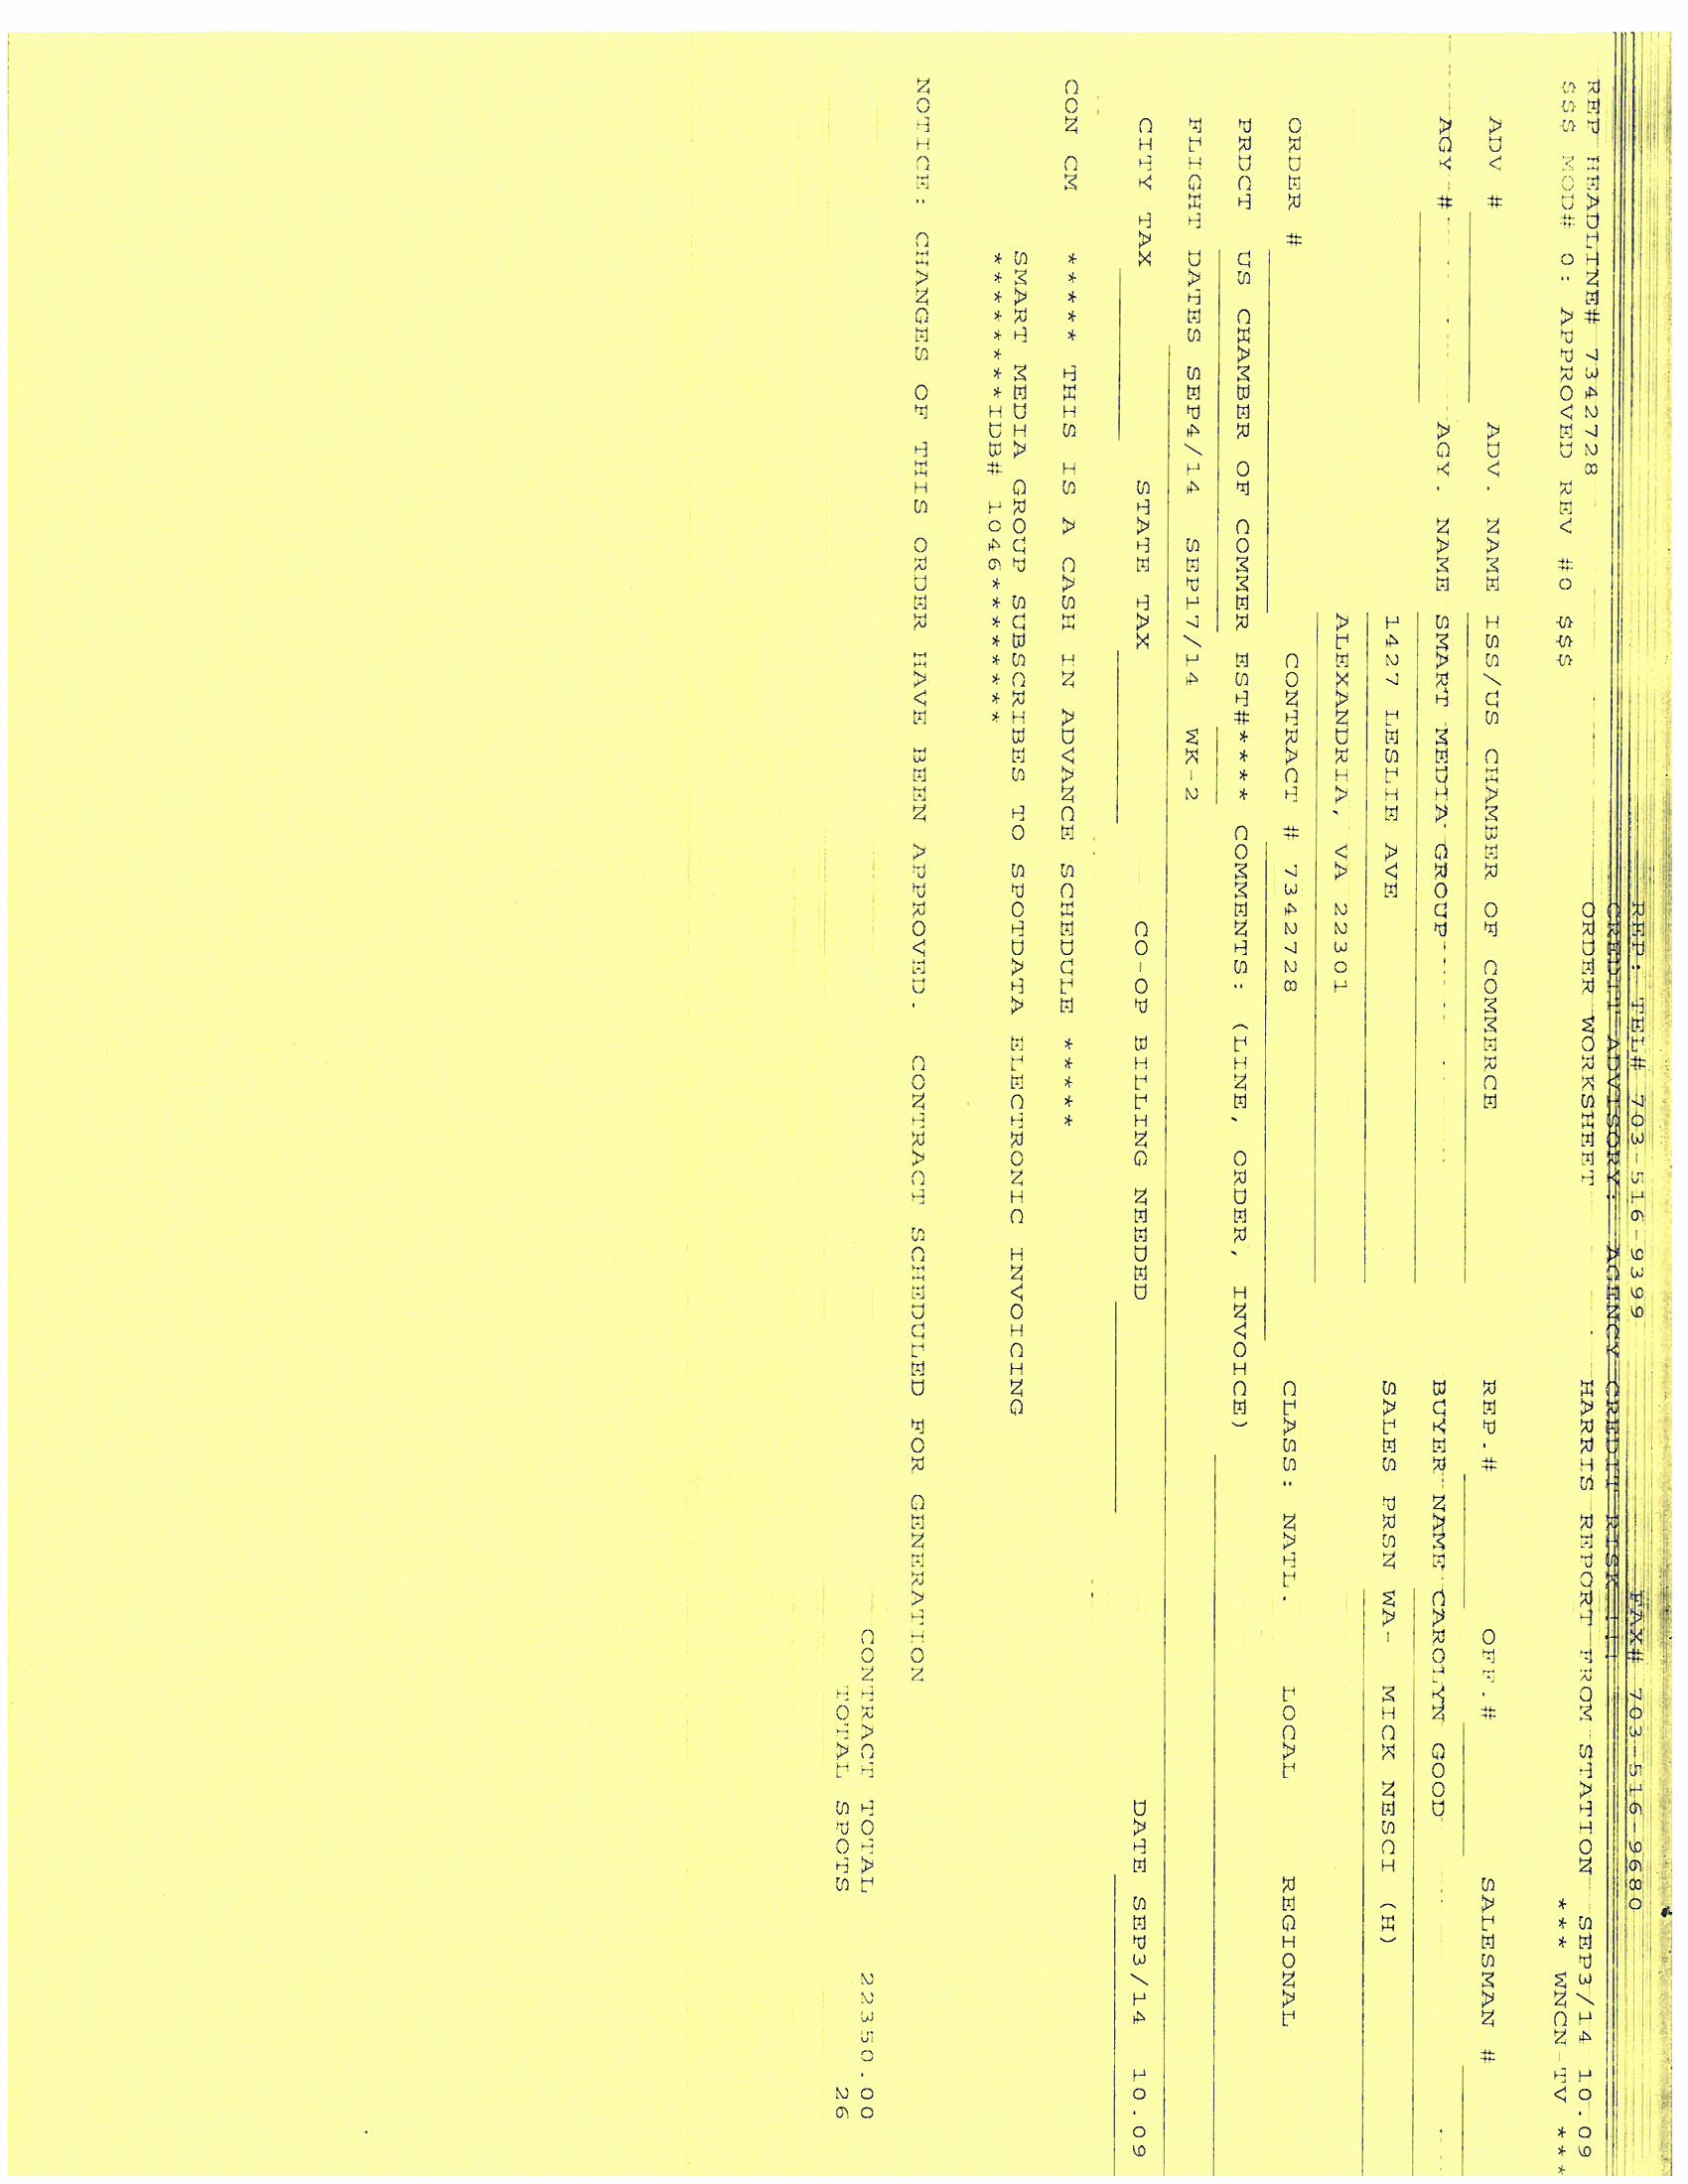 REP. TEL# 703-516-9399 FAX# 703-516-9680
CREDIT ADVISORY: AGENCY CREDIT RISK
REP HEADLINE# 7342728 ORDER WORKSHEET HARRIS REPORT FROM STATION SEP3/14 10.09
$$$ MOD# 0: APPROVED REV #0 $$$ *** WNCN-TV ***
ADV # ADV. NAME ISS/US CHAMBER OF COMMERCE REP.# OFF.# SALESMAN #
AGY # AGY. NAME SMART MEDIA GROUP BUYER NAME CAROLYN GOOD
1427 LESLIE AVE SALES PRSN WA- MICK NESCI (H)
ALEXANDRIA, VA 22301
ORDER # CONTRACT # 7342728 CLASS: NATL. LOCAL REGIONAL
PRDCT US CHAMBER OF COMMER EST#**** COMMENTS: (LINE, ORDER, INVOICE)
FLIGHT DATES SEP4/14 SEP17/14 WK-2
CITY TAX STATE TAX CO-OP BILLING NEEDED DATE SEP3/14 10.09
CON CM ***** THIS IS A CASH IN ADVANCE SCHEDULE *****
SMART MEDIA GROUP SUBSCRIBES TO SPOTDATA ELECTRONIC INVOICING
********IDB# 1046********
NOTICE: CHANGES OF THIS ORDER HAVE BEEN APPROVED. CONTRACT SCHEDULED FOR GENERATION
CONTRACT TOTAL 22350.00
TOTAL SPOTS 26